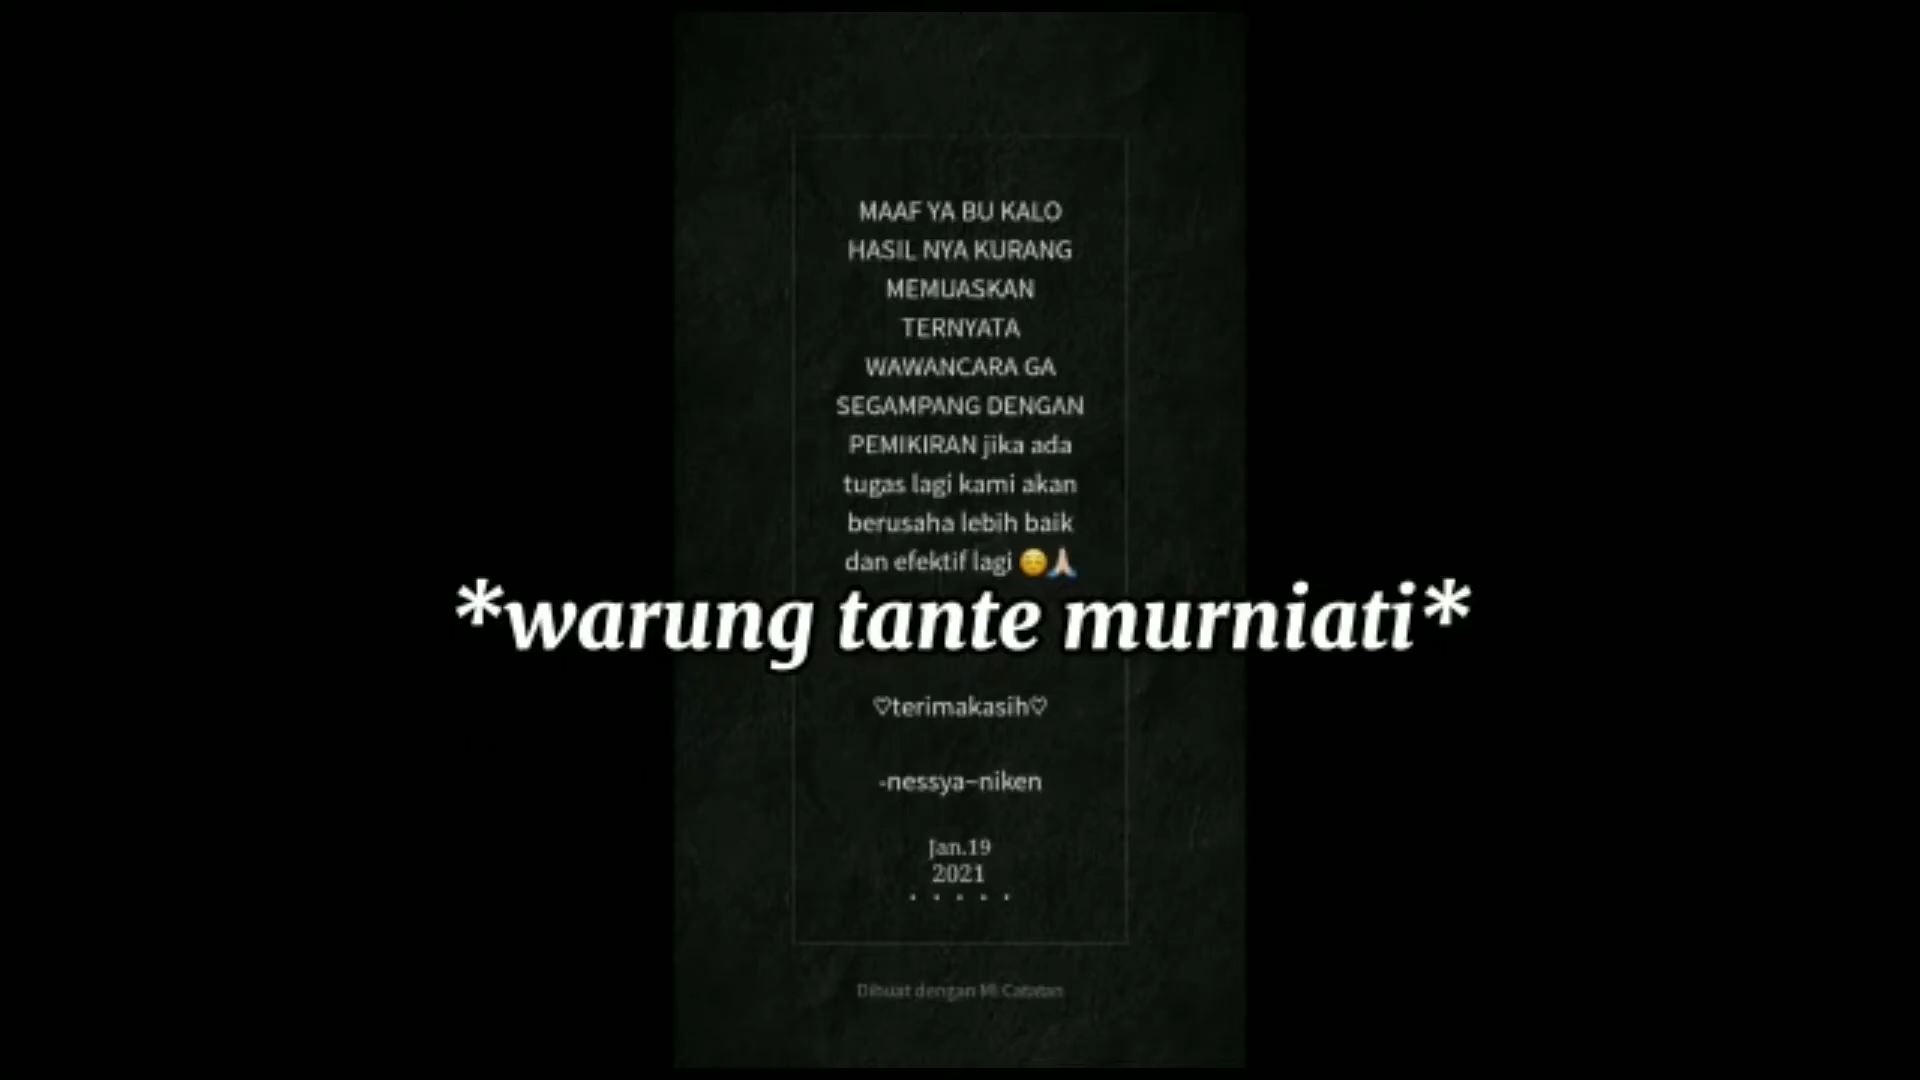 MAAF YA BU KALO
HASIL NYA KURANG
MEMUASKAN
TERNYATA
WAWANCARA GA
SEGAMPANG DENGAN
PEMIKIRAN jika ada
tugas lagi kami akan
berusaha lebih baik
dan efektif lagi ☺️🙏🏻
*warung tante murniati*
♡terimakasih♡
-nessya-niken
Jan.19
2021
Dibuat dengan Mi Catatan